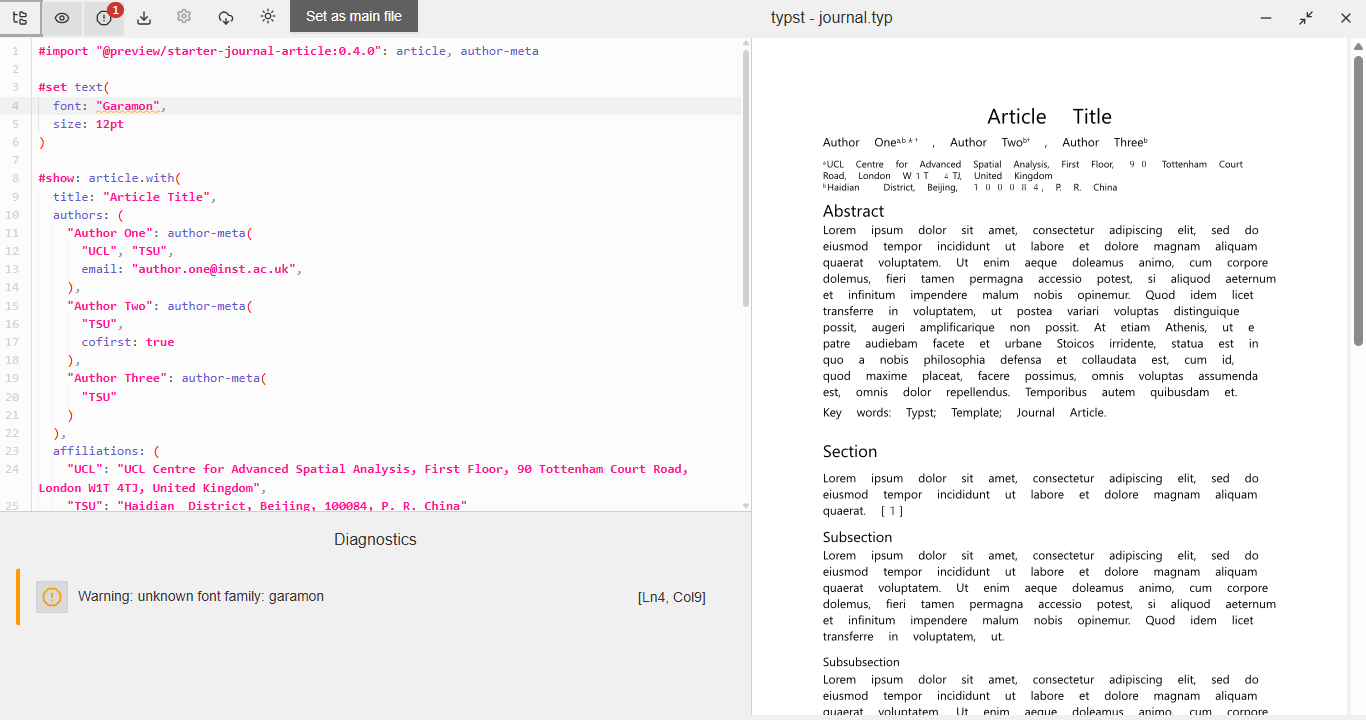 1
Set as main file
typst - journal.typ
1 #import "@preview/starter-journal-article:0.4.0": article, author-meta
2
3 #set text(
4 font: "Garamon",
5 size: 12pt
6 )
7
8 #show: article.with(
9 title: "Article Title",
10 authors: (
11 "Author One": author-meta(
12 "UCL", "TSU",
13 email: "author.one@inst.ac.uk",
14 ),
15 "Author Two": author-meta(
16 "TSU",
17 cofirst: true
18 ),
19 "Author Three": author-meta(
20 "TSU"
21 )
22 ),
23 affiliations: (
24 "UCL": "UCL Centre for Advanced Spatial Analysis, First Floor, 90 Tottenham Court Road,
London W1T 4TJ, United Kingdom",
25 "TSU": "Haidian District, Beijing, 100084, P. R. China"
Diagnostics
Warning: unknown font family: garamon
[Ln4, Col9]
Article Title
Author Oneᵃ,ᵇ*⁺ , Author Twoᵇ⁺ , Author Threeᵇ
ᵃUCL Centre for Advanced Spatial Analysis, First Floor, 90 Tottenham Court
Road, London W1T 4TJ, United Kingdom
ᵇHaidian District, Beijing, 100084, P. R. China
Abstract
Lorem ipsum dolor sit amet, consectetur adipiscing elit, sed do
eiusmod tempor incididunt ut labore et dolore magnam aliquam
quaerat voluptatem. Ut enim aeque doleamus animo, cum corpore
dolemus, fieri tamen permagna accessio potest, si aliquod aeternum
et infinitum impendere malum nobis opinemur. Quod idem licet
transferre in voluptatem, ut postea variari voluptas distinguique
possit, augeri amplificarique non possit. At etiam Athenis, ut e
patre audiebam facete et urbane Stoicos irridente, statua est in
quo a nobis philosophia defensa et collaudata est, cum id,
quod maxime placeat, facere possimus, omnis voluptas assumenda
est, omnis dolor repellendus. Temporibus autem quibusdam et.
Key words: Typst; Template; Journal Article.
Section
Lorem ipsum dolor sit amet, consectetur adipiscing elit, sed do
eiusmod tempor incididunt ut labore et dolore magnam aliquam
quaerat. [1]
Subsection
Lorem ipsum dolor sit amet, consectetur adipiscing elit, sed do
eiusmod tempor incididunt ut labore et dolore magnam aliquam
quaerat voluptatem. Ut enim aeque doleamus animo, cum corpore
dolemus, fieri tamen permagna accessio potest, si aliquod aeternum
et infinitum impendere malum nobis opinemur. Quod idem licet
transferre in voluptatem, ut.
Subsubsection
Lorem ipsum dolor sit amet, consectetur adipiscing elit, sed do
eiusmod tempor incididunt ut labore et dolore magnam aliquam
quaerat voluptatem. Ut enim aeque doleamus animo, cum corpore